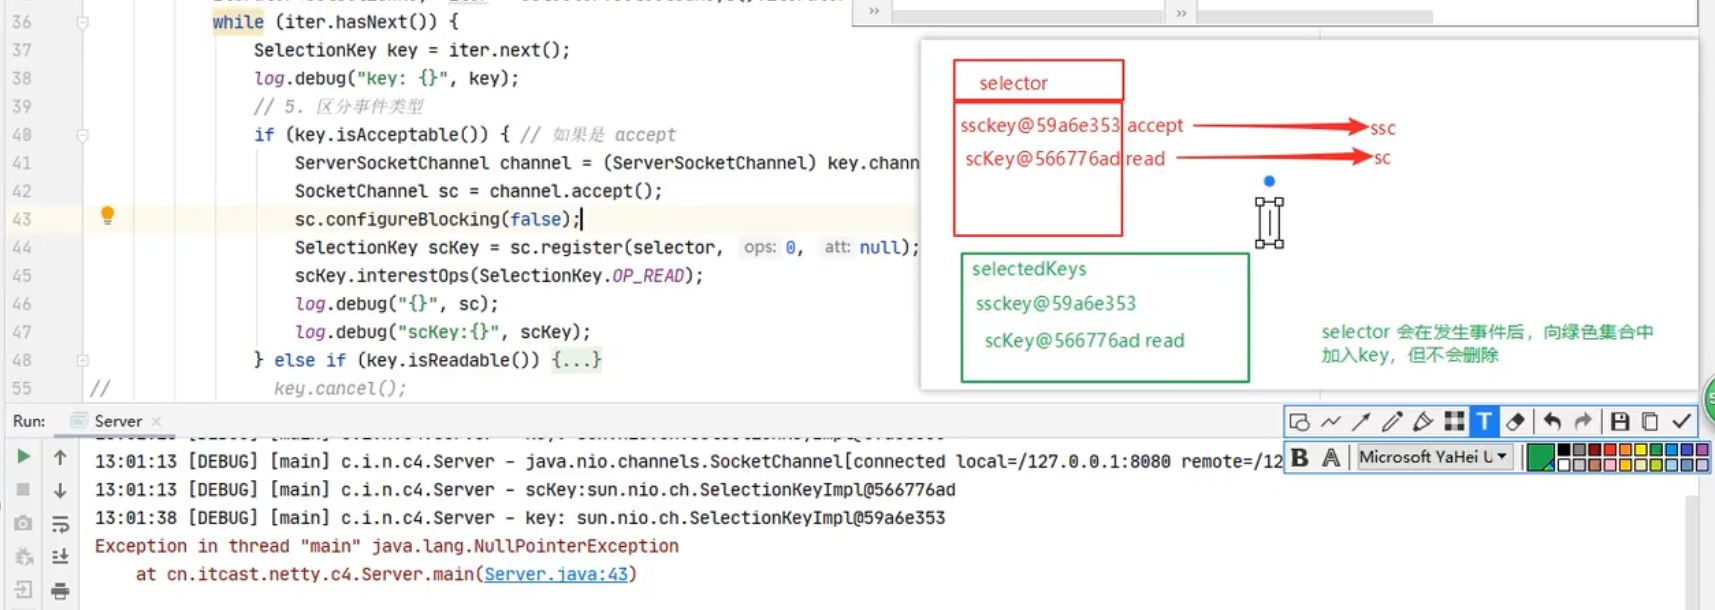 36 while (iter.hasNext()) {
37 SelectionKey key = iter.next();
38 log.debug("key: {}", key);
39 // 5. 区分事件类型
40 if (key.isAcceptable()) { // 如果是 accept
41 ServerSocketChannel channel = (ServerSocketChannel) key.chann
42 SocketChannel sc = channel.accept();
43 sc.configureBlocking(false);
44 SelectionKey scKey = sc.register(selector, ops: 0, att: null);
45 scKey.interestOps(SelectionKey.OP_READ);
46 log.debug("{}", sc);
47 log.debug("scKey:{}", scKey);
48 } else if (key.isReadable()) {...}
55 // key.cancel();
selector
ssckey@59a6e353 accept
ssc
scKey@566776ad read
sc
selectedKeys
ssckey@59a6e353
scKey@566776ad read
selector 会在发生事件后，向绿色集合中
加入key，但不会删除
T
B A Microsoft YaHei U
Run: Server
13:01:13 [DEBUG] [main] c.i.n.c4.Server - java.nio.channels.SocketChannel[connected local=/127.0.0.1:8080 remote=/12
13:01:13 [DEBUG] [main] c.i.n.c4.Server - scKey:sun.nio.ch.SelectionKeyImpl@566776ad
13:01:38 [DEBUG] [main] c.i.n.c4.Server - key: sun.nio.ch.SelectionKeyImpl@59a6e353
Exception in thread "main" java.lang.NullPointerException
at cn.itcast.netty.c4.Server.main(Server.java:43)